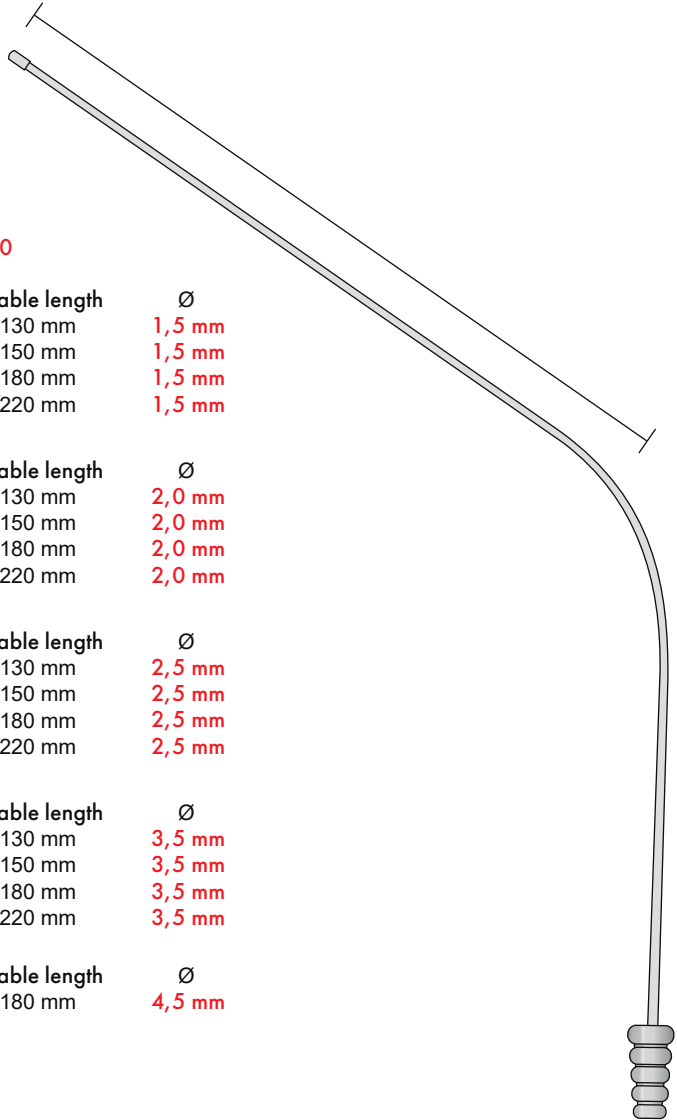 0
able length Ø
130 mm 1,5 mm
150 mm 1,5 mm
180 mm 1,5 mm
220 mm 1,5 mm
able length Ø
130 mm 2,0 mm
150 mm 2,0 mm
180 mm 2,0 mm
220 mm 2,0 mm
able length Ø
130 mm 2,5 mm
150 mm 2,5 mm
180 mm 2,5 mm
220 mm 2,5 mm
able length Ø
130 mm 3,5 mm
150 mm 3,5 mm
180 mm 3,5 mm
220 mm 3,5 mm
able length Ø
180 mm 4,5 mm